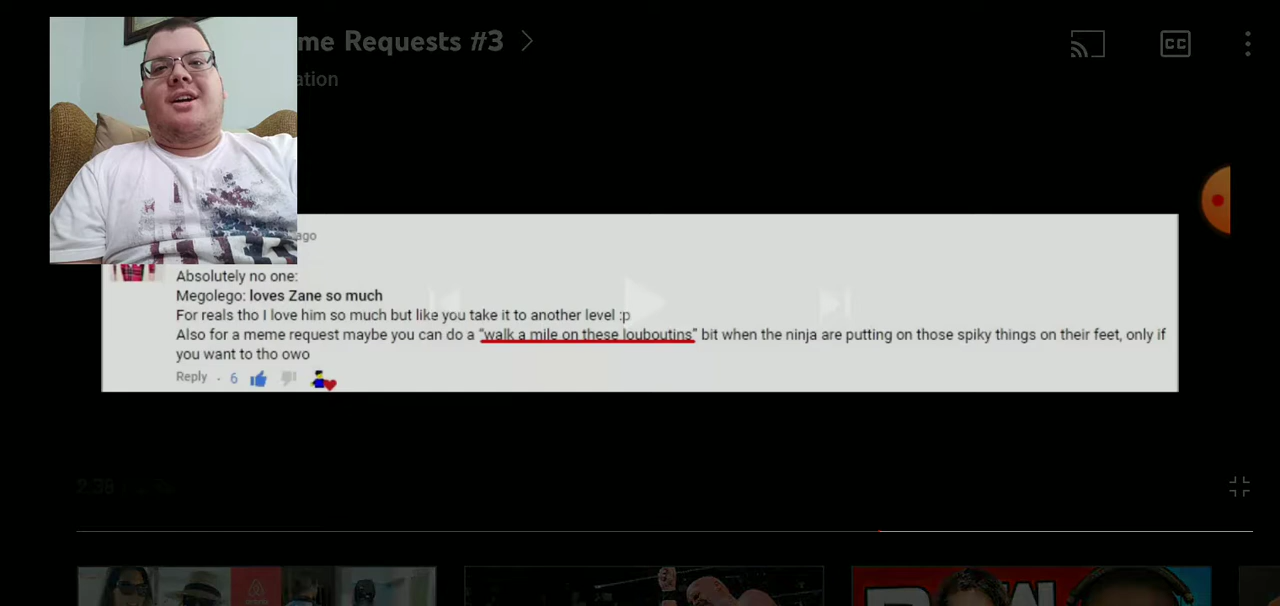 me Requests #3
ation
CC
ago
Absolutely no one:
Megolego: loves Zane so much
For reals tho I love him so much but like you take it to another level :p
Also for a meme request maybe you can do a "walk a mile on these louboutins" bit when the ninja are putting on those spiky things on their feet, only if
you want to tho owo
Reply · 6